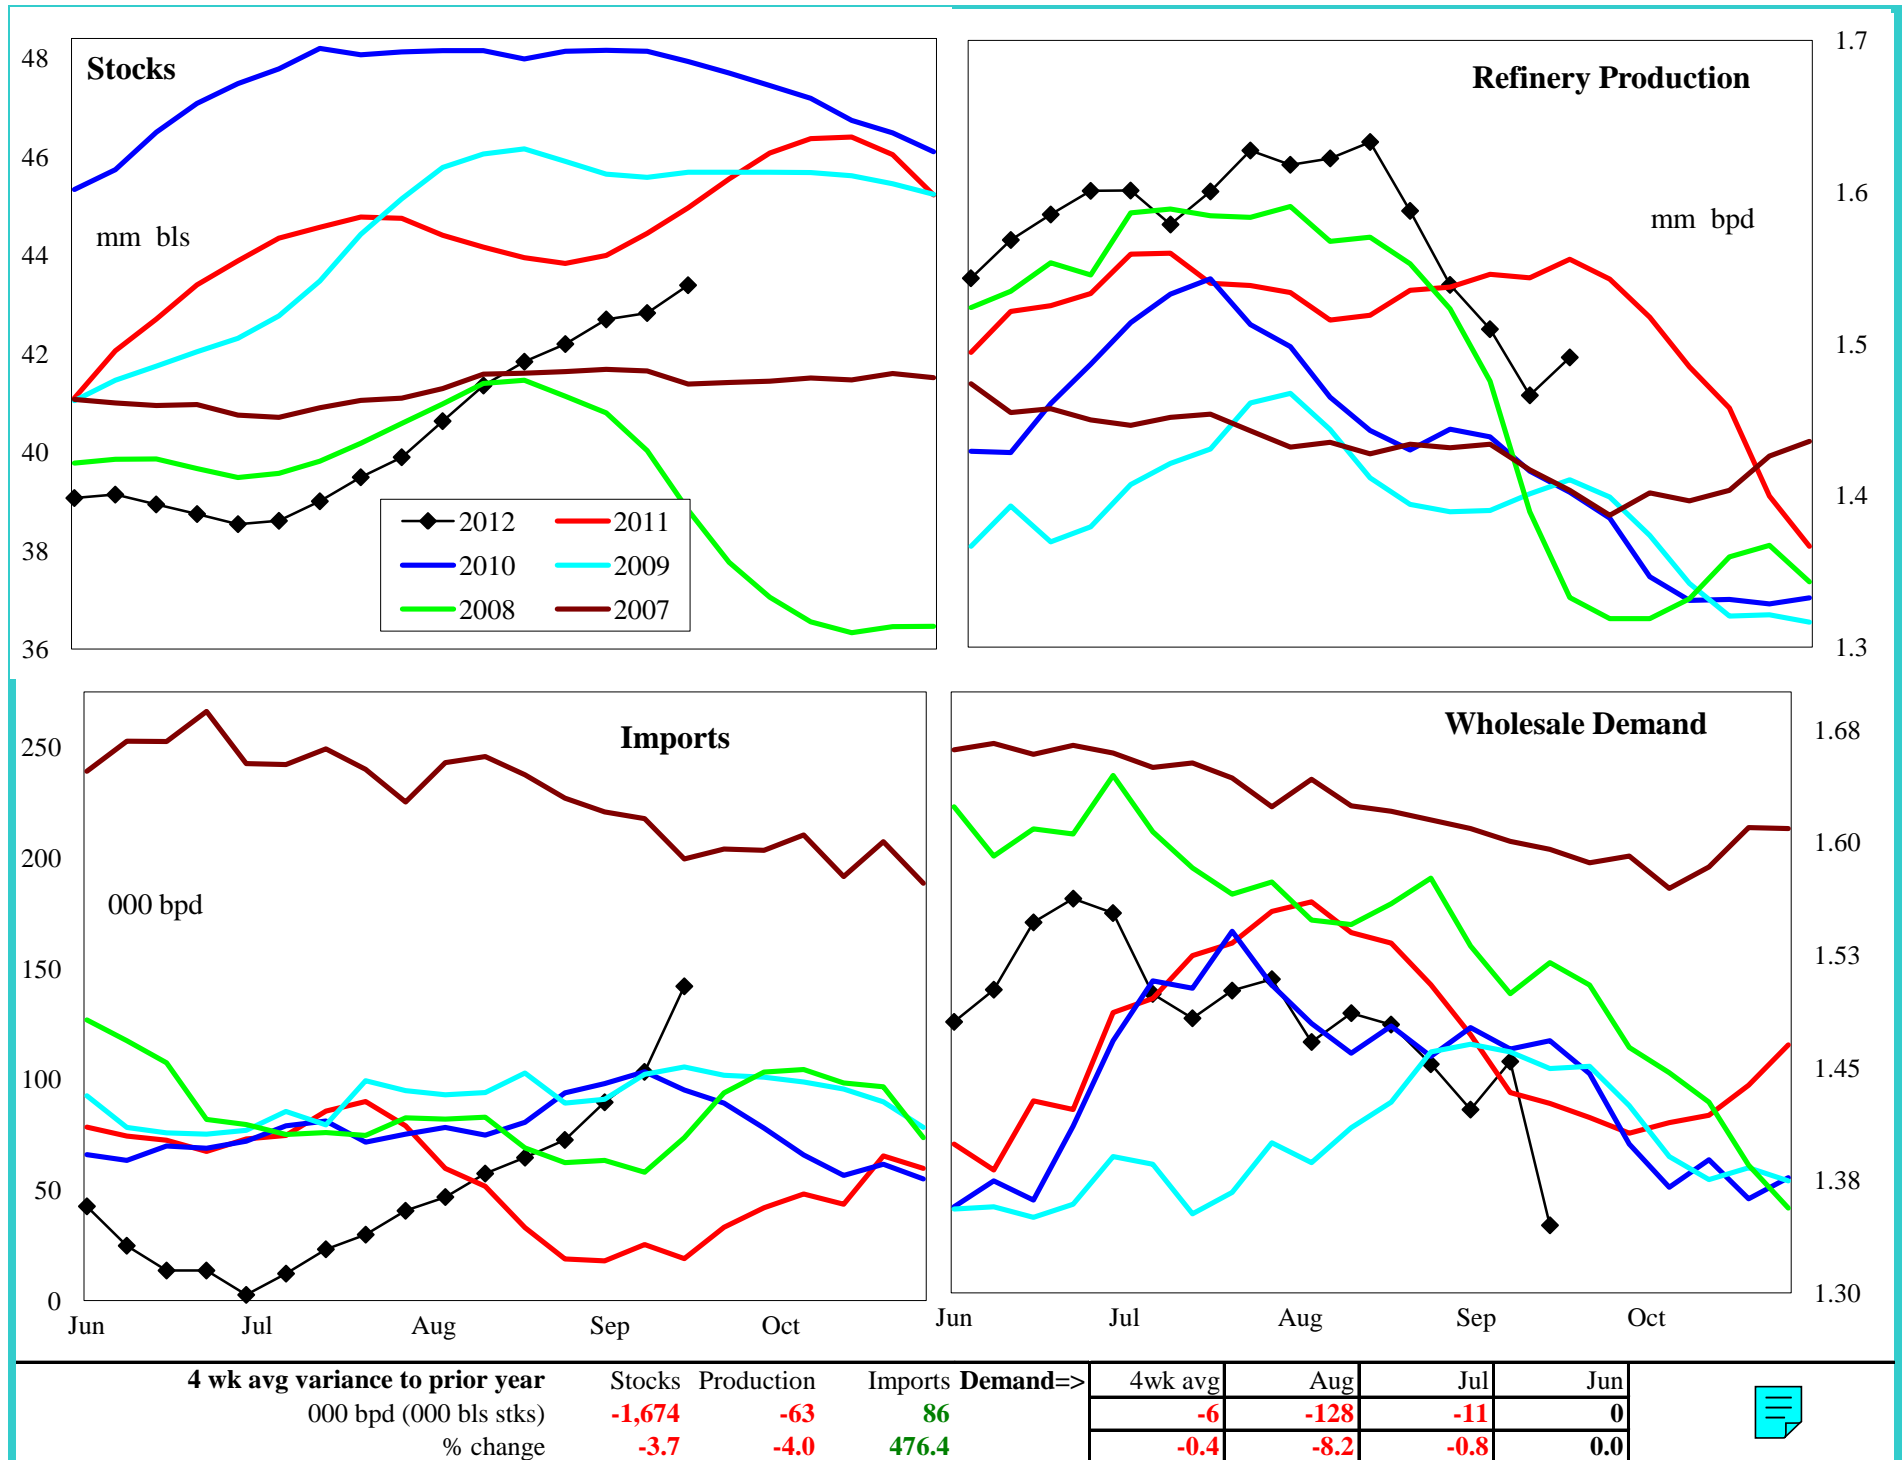 Stocks
mm bls
48
46
44
42
40
38
36
2012
2011
2010
2009
2008
2007
Refinery Production
mm bpd
1.7
1.6
1.5
1.4
1.3
Imports
000 bpd
250
200
150
100
50
0
Jun Jul Aug Sep Oct
Wholesale Demand
1.68
1.60
1.53
1.45
1.38
1.30
Jun Jul Aug Sep Oct
4 wk avg variance to prior year Stocks Production Imports Demand=> 4wk avg Aug Jul Jun
000 bpd (000 bls stks) -1,674 -63 86 -6 -128 -11 0
% change -3.7 -4.0 476.4 -0.4 -8.2 -0.8 0.0